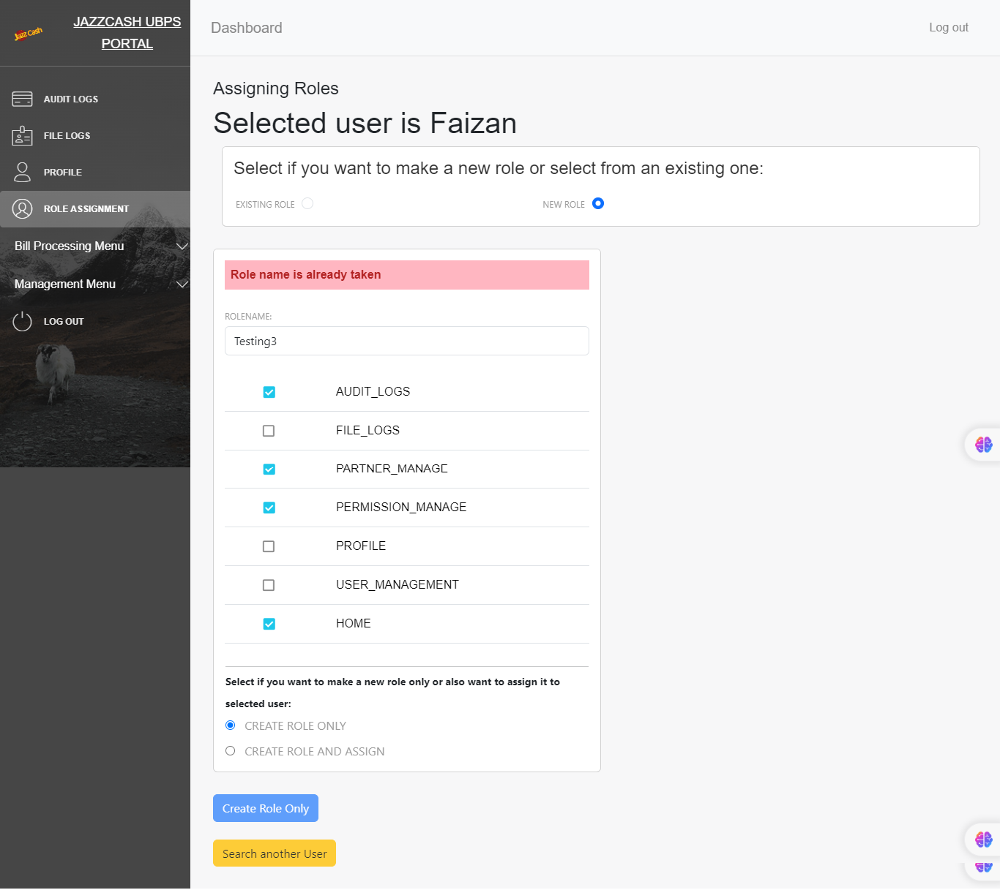 Jazz Cash
JAZZCASH UBPS
PORTAL
AUDIT LOGS
FILE LOGS
PROFILE
ROLE ASSIGNMENT
Bill Processing Menu
Management Menu
LOG OUT
Dashboard
Log out
Assigning Roles
Selected user is Faizan
Select if you want to make a new role or select from an existing one:
EXISTING ROLE
NEW ROLE
Role name is already taken
ROLENAME:
Testing3
AUDIT_LOGS
FILE_LOGS
PARTNER_MANAGE
PERMISSION_MANAGE
PROFILE
USER_MANAGEMENT
HOME
Select if you want to make a new role only or also want to assign it to
selected user:
CREATE ROLE ONLY
CREATE ROLE AND ASSIGN
Create Role Only
Search another User